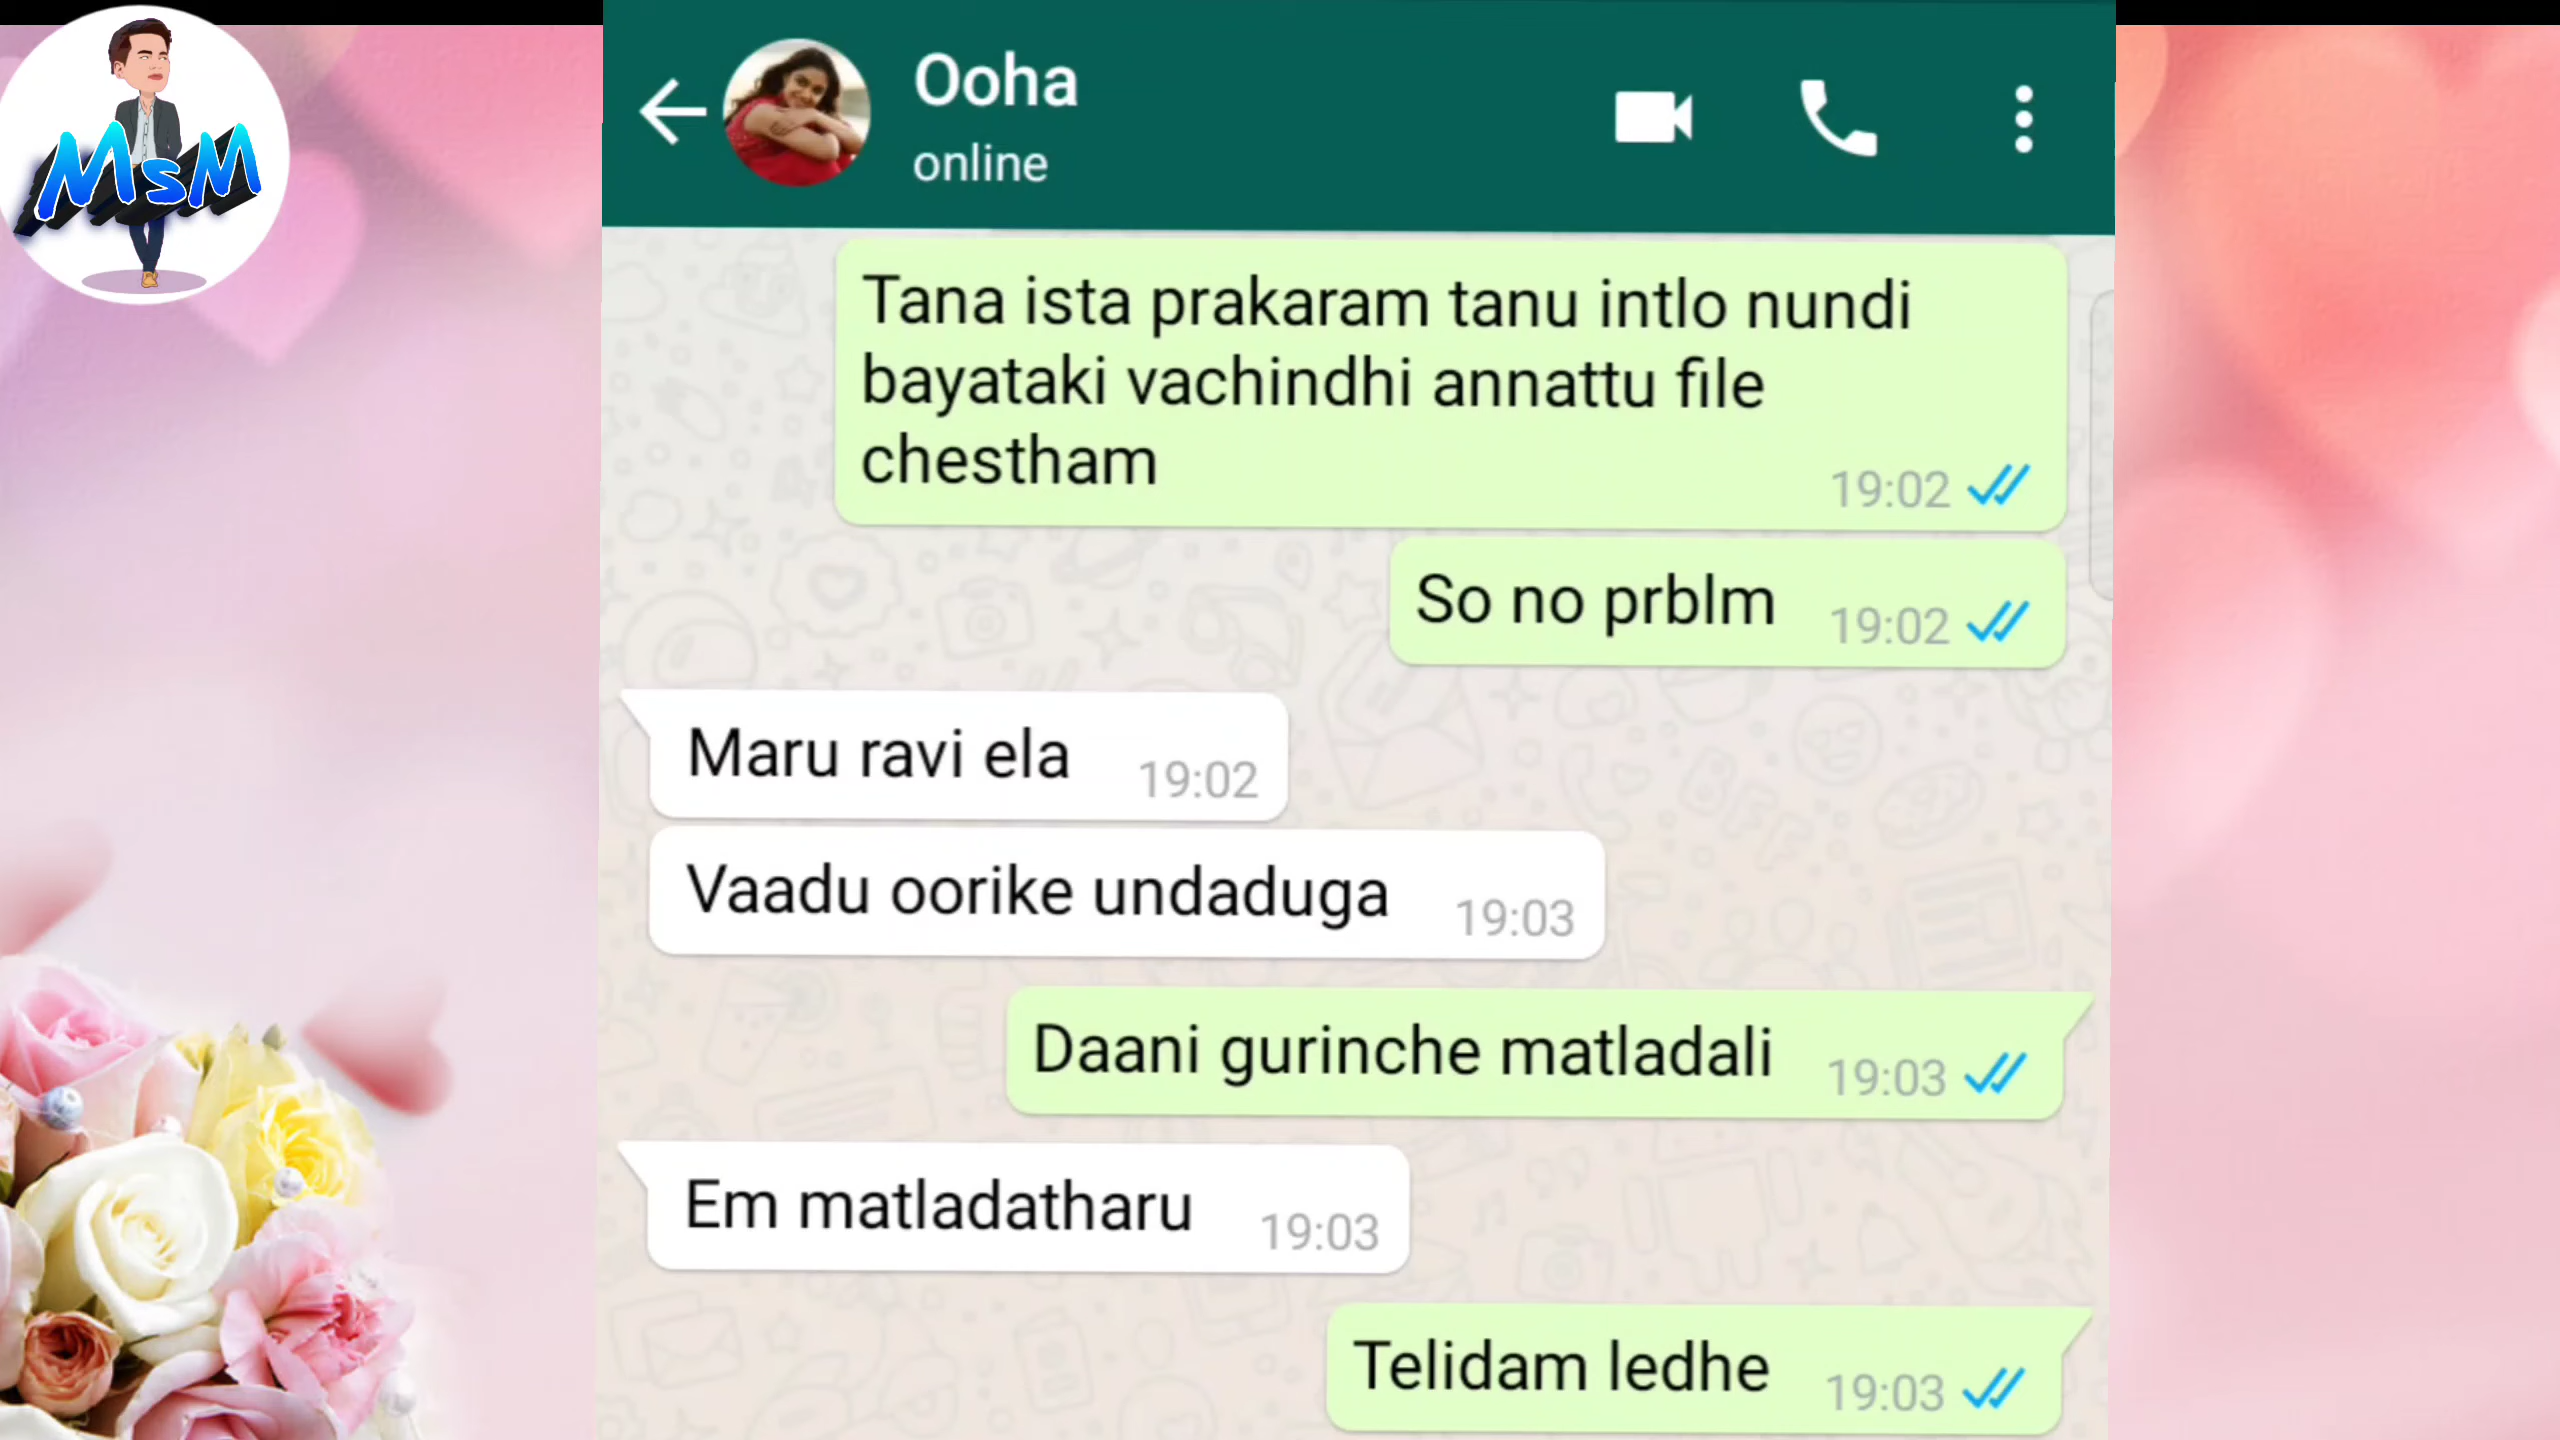 MsM
Ooha
online
Tana ista prakaram tanu intlo nundi
bayataki vachindhi annattu file
chestham
19:02
So no prblm 19:02
Maru ravi ela 19:02
Vaadu oorike undaduga 19:03
Daani gurinche matladali 19:03
Em matladatharu 19:03
Telidam ledhe 19:03